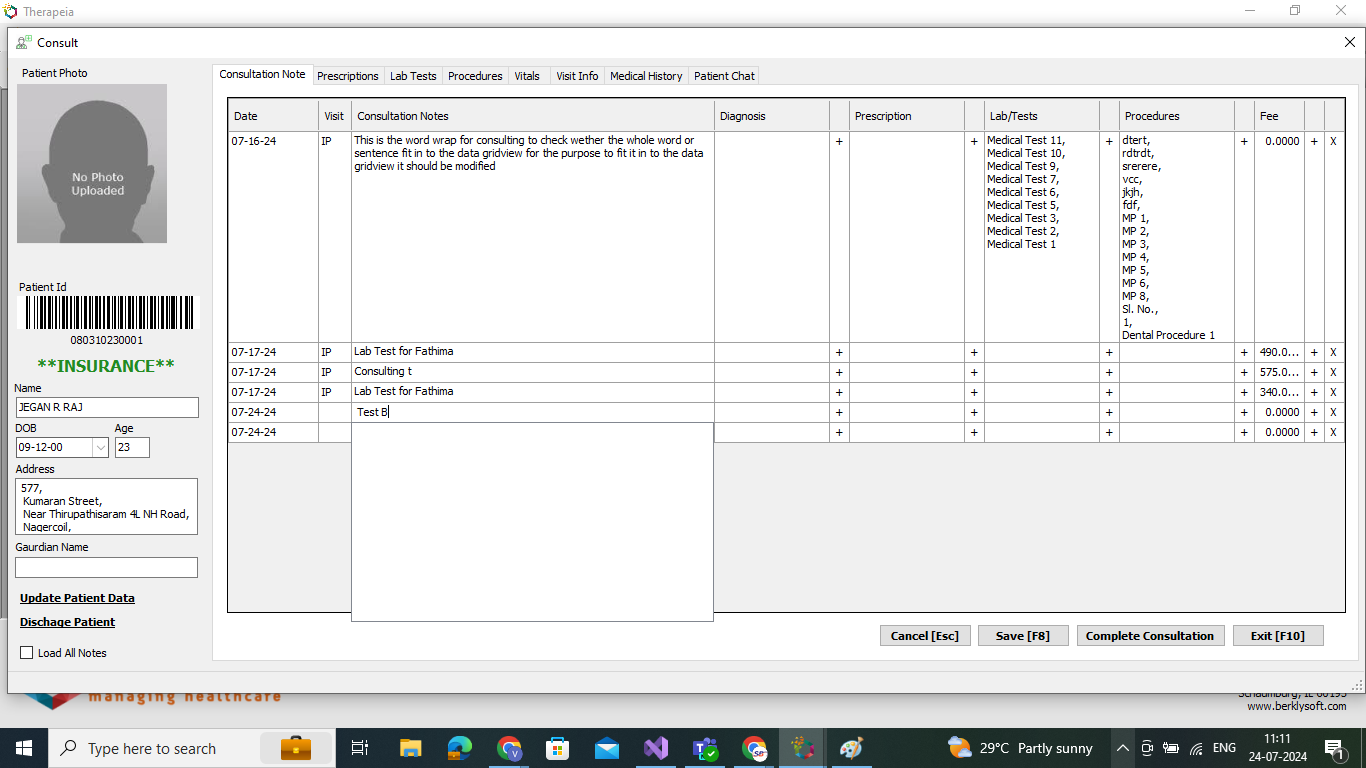 Therapeia
Consult
Patient Photo
No Photo
Uploaded
Patient Id
080310230001
**INSURANCE**
Name
JEGAN R RAJ
DOB Age
09-12-00 23
Address
577,
Kumaran Street,
Near Thirupathisaram 4L NH Road,
Nagercoil,
Gaurdian Name
Update Patient Data
Dischage Patient
Load All Notes
Consultation Note Prescriptions Lab Tests Procedures Vitals Visit Info Medical History Patient Chat
Date Visit Consultation Notes Diagnosis Prescription Lab/Tests Procedures Fee
07-16-24 IP
This is the word wrap for consulting to check wether the whole word or
sentence fit in to the data gridview for the purpose to fit it in to the data
gridview it should be modified
+ +
Medical Test 11,
Medical Test 10,
Medical Test 9,
Medical Test 7,
Medical Test 6,
Medical Test 5,
Medical Test 3,
Medical Test 2,
Medical Test 1
+
dtert,
rdtrdt,
srerere,
vcc,
jkjh,
fdf,
MP 1,
MP 2,
MP 3,
MP 4,
MP 5,
MP 6,
MP 8,
Sl. No.,
1,
Dental Procedure 1
+ 0.0000 + X
07-17-24 IP Lab Test for Fathima + + + + 490.0... + X
07-17-24 IP Consulting t + + + + 575.0... + X
07-17-24 IP Lab Test for Fathima + + + + 340.0... + X
07-24-24 Test B + + + + 0.0000 + X
07-24-24 + + + + 0.0000 + X
Cancel [Esc] Save [F8] Complete Consultation Exit [F10]
managing healthcare
Schaumburg, IL 60195
www.berklysoft.com
Type here to search
29°C Partly sunny
ENG
11:11
24-07-2024
1